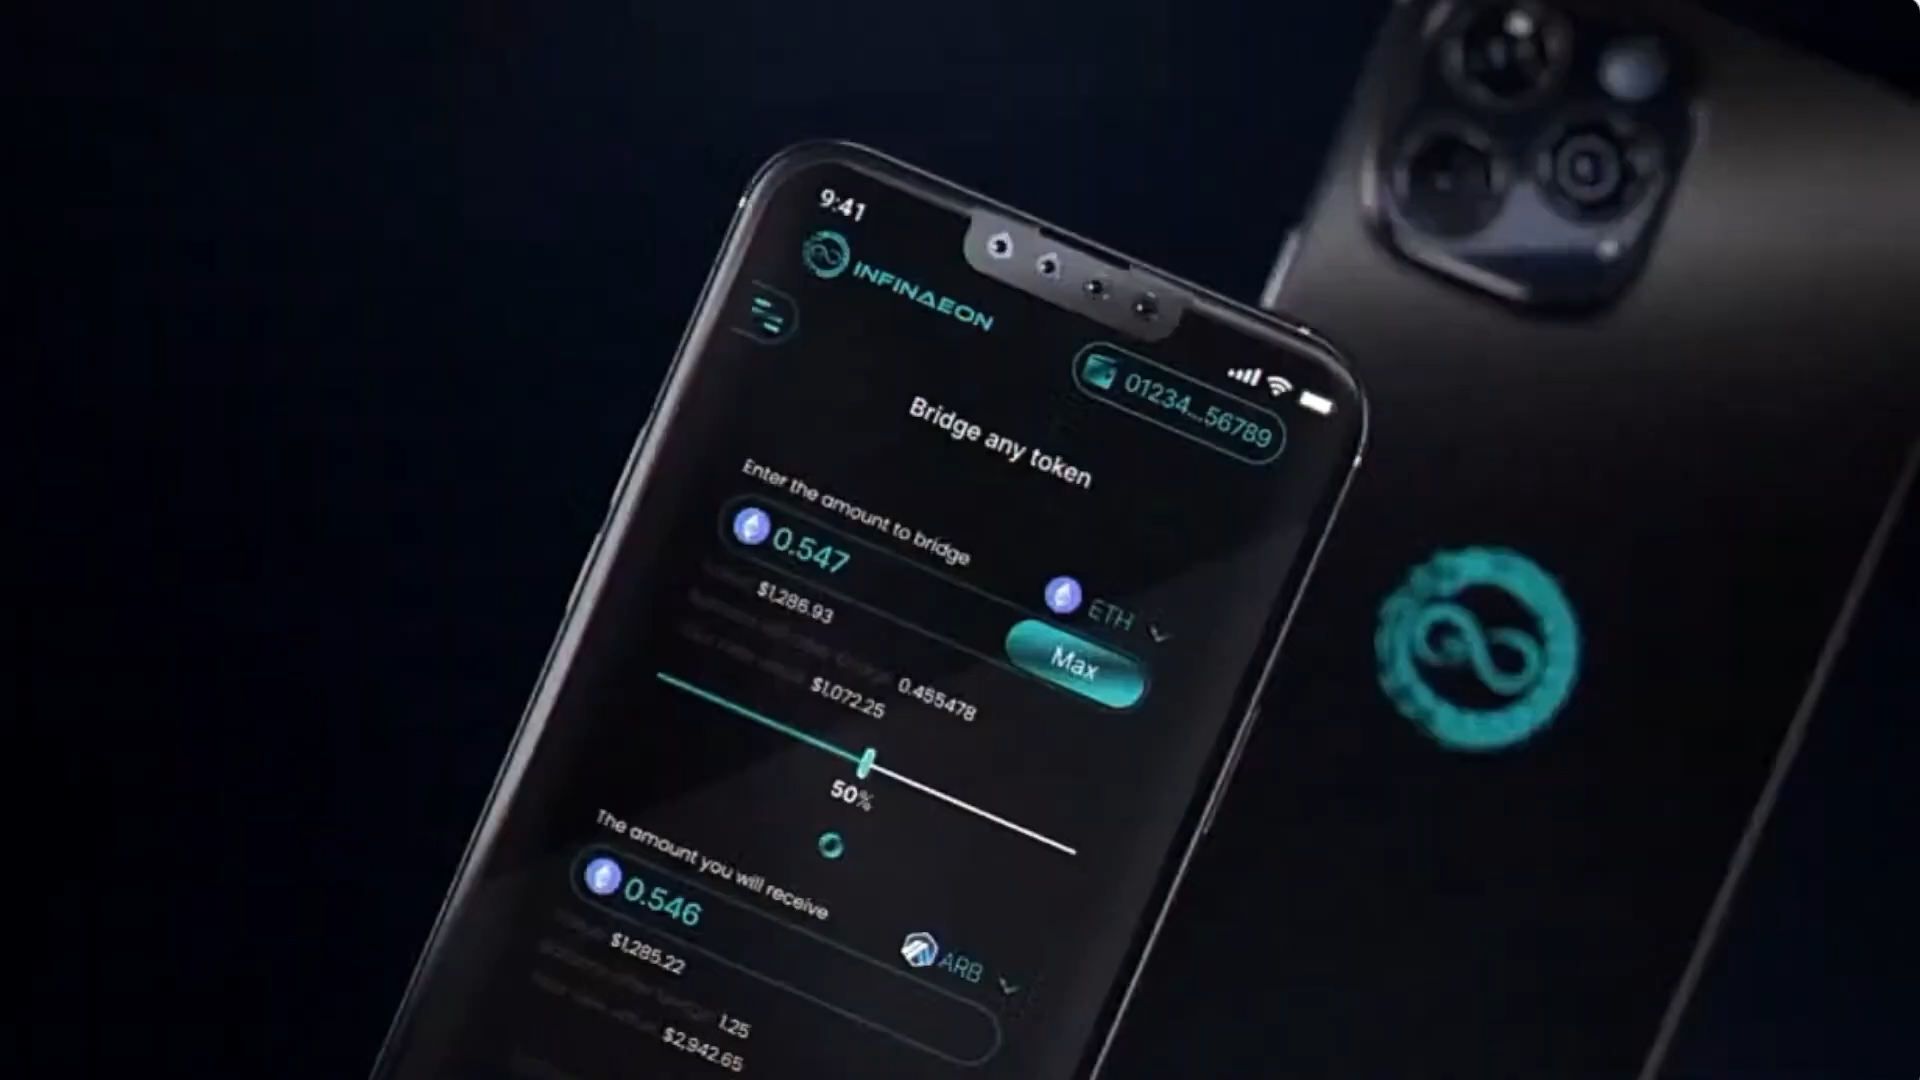 9:41
INFINAEON
01234...56789
Bridge any token
Enter the amount to bridge
0.547
ETH
$1,286.93
Max
0.455478
$1,072.25
50%
The amount you will receive
0.546
ARB
$1,285.22
1.25
$2,942.65